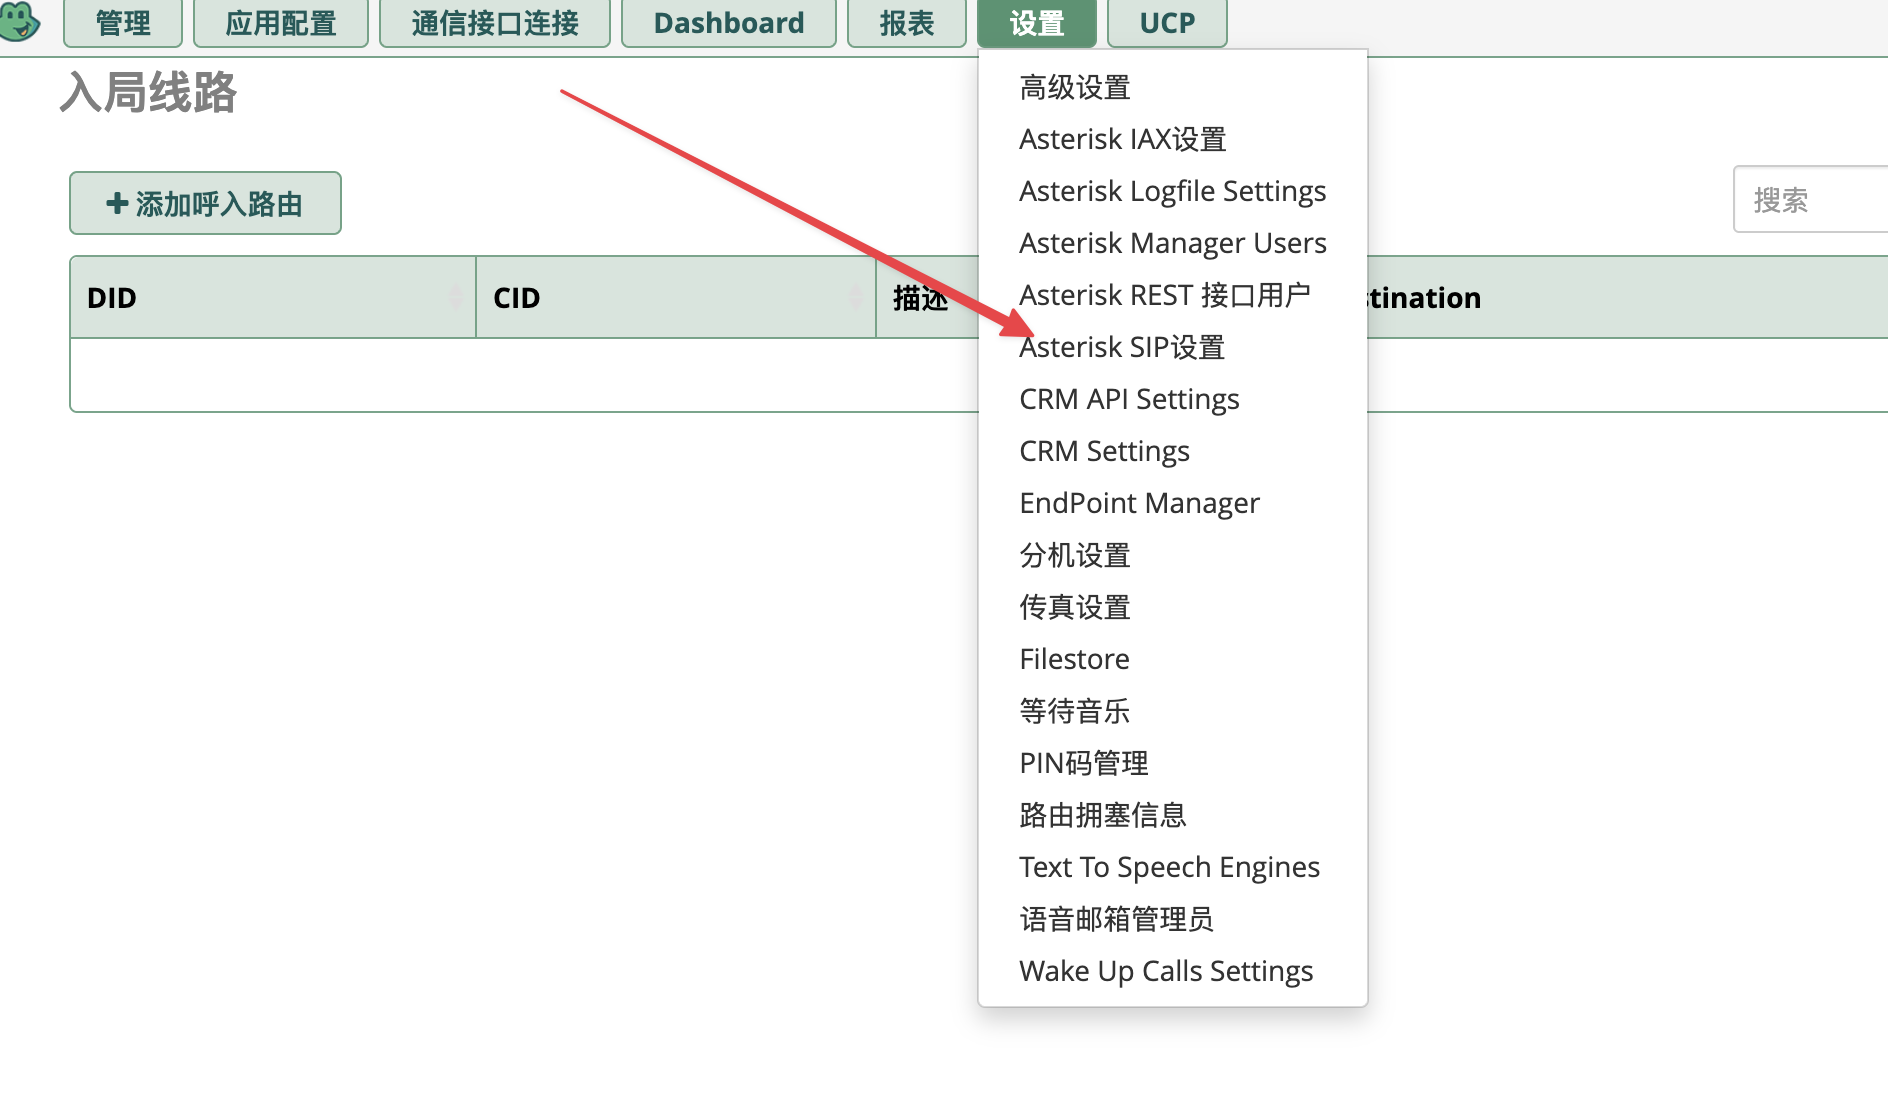 管理
应用配置
通信接口连接
Dashboard
报表
设置
UCP
入局线路
添加呼入路由
搜索
DID
CID
描述
stination
高级设置
Asterisk IAX设置
Asterisk Logfile Settings
Asterisk Manager Users
Asterisk REST 接口用户
Asterisk SIP设置
CRM API Settings
CRM Settings
EndPoint Manager
分机设置
传真设置
Filestore
等待音乐
PIN码管理
路由拥塞信息
Text To Speech Engines
语音邮箱管理员
Wake Up Calls Settings